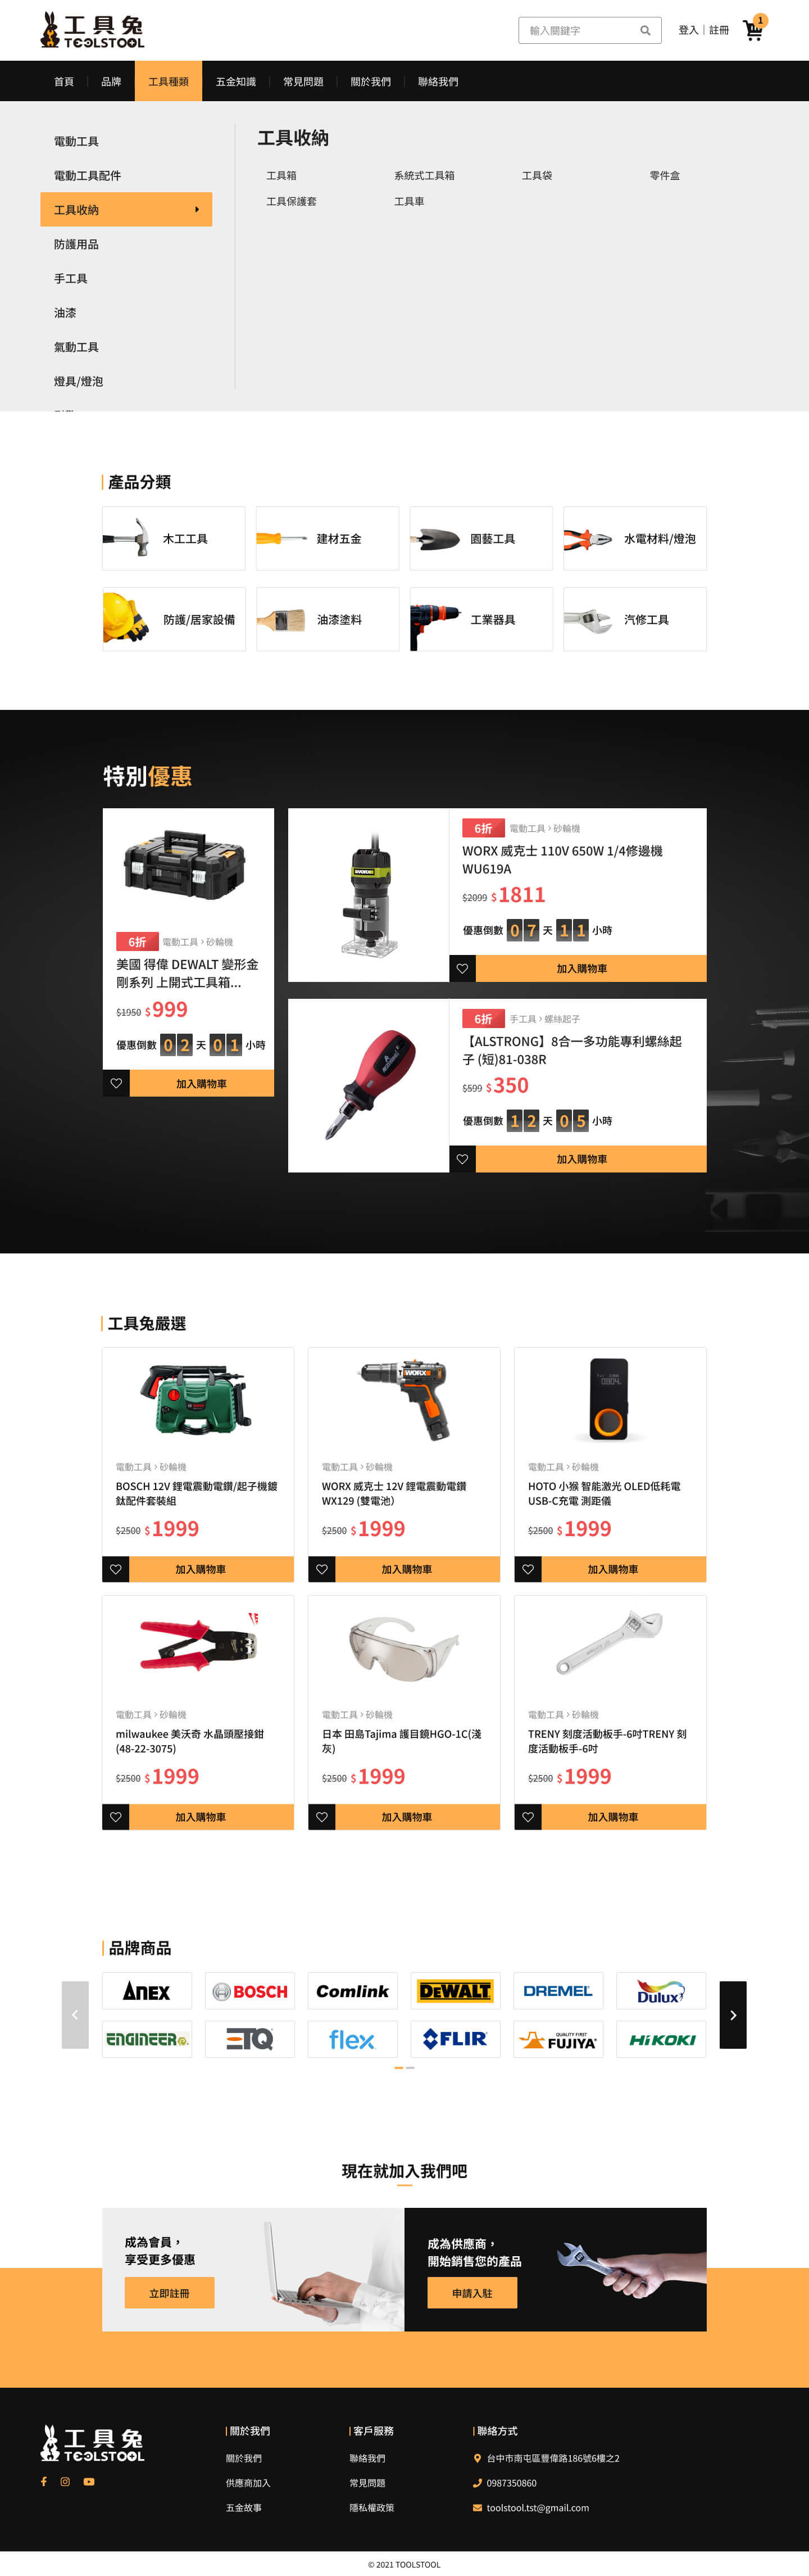 工具兔
TOOLSTOOL
輸入關鍵字
登入｜註冊
1
首頁
品牌
工具種類
五金知識
常見問題
關於我們
聯絡我們
電動工具
電動工具配件
工具收納
防護用品
手工具
油漆
氣動工具
燈具/燈泡
工具收納
工具箱
系統式工具箱
工具袋
零件盒
工具保護套
工具車
產品分類
木工工具
建材五金
園藝工具
水電材料/燈泡
防護/居家設備
油漆塗料
工業器具
汽修工具
特別優惠
6折 電動工具 › 砂輪機
美國 得偉 DEWALT 變形金
剛系列 上開式工具箱...
$1950 $999
優惠倒數 02 天 01 小時
加入購物車
WORX
6折 電動工具 › 砂輪機
WORX 威克士 110V 650W 1/4修邊機
WU619A
$2099 $1811
優惠倒數 07 天 11 小時
加入購物車
6折 手工具 › 螺絲起子
【ALSTRONG】8合一多功能專利螺絲起
子 (短)81-038R
$599 $350
優惠倒數 12 天 05 小時
加入購物車
工具兔嚴選
電動工具 › 砂輪機
BOSCH 12V 鋰電震動電鑽/起子機鍍
鈦配件套裝組
$2500 $1999
加入購物車
WORX
電動工具 › 砂輪機
WORX 威克士 12V 鋰電震動電鑽
WX129 (雙電池)
$2500 $1999
加入購物車
電動工具 › 砂輪機
HOTO 小猴 智能激光 OLED低耗電
USB-C充電 測距儀
$2500 $1999
加入購物車
電動工具 › 砂輪機
milwaukee 美沃奇 水晶頭壓接鉗
(48-22-3075)
$2500 $1999
加入購物車
電動工具 › 砂輪機
日本 田島Tajima 護目鏡HGO-1C(淺
灰)
$2500 $1999
加入購物車
電動工具 › 砂輪機
TRENY 刻度活動板手-6吋TRENY 刻
度活動板手-6吋
$2500 $1999
加入購物車
品牌商品
ANEX
BOSCH
Comlink
DEWALT
DREMEL
Dulux
ENGINEER
ETQ
flex
FLIR
QUALITY FIRST
FUJIYA
HiKOKI
現在就加入我們吧
成為會員，
享受更多優惠
立即註冊
成為供應商，
開始銷售您的產品
申請入駐
工具兔
TOOLSTOOL
關於我們
關於我們
供應商加入
五金故事
客戶服務
聯絡我們
常見問題
隱私權政策
聯絡方式
台中市南屯區豐偉路186號6樓之2
0987350860
toolstool.tst@gmail.com
© 2021 TOOLSTOOL